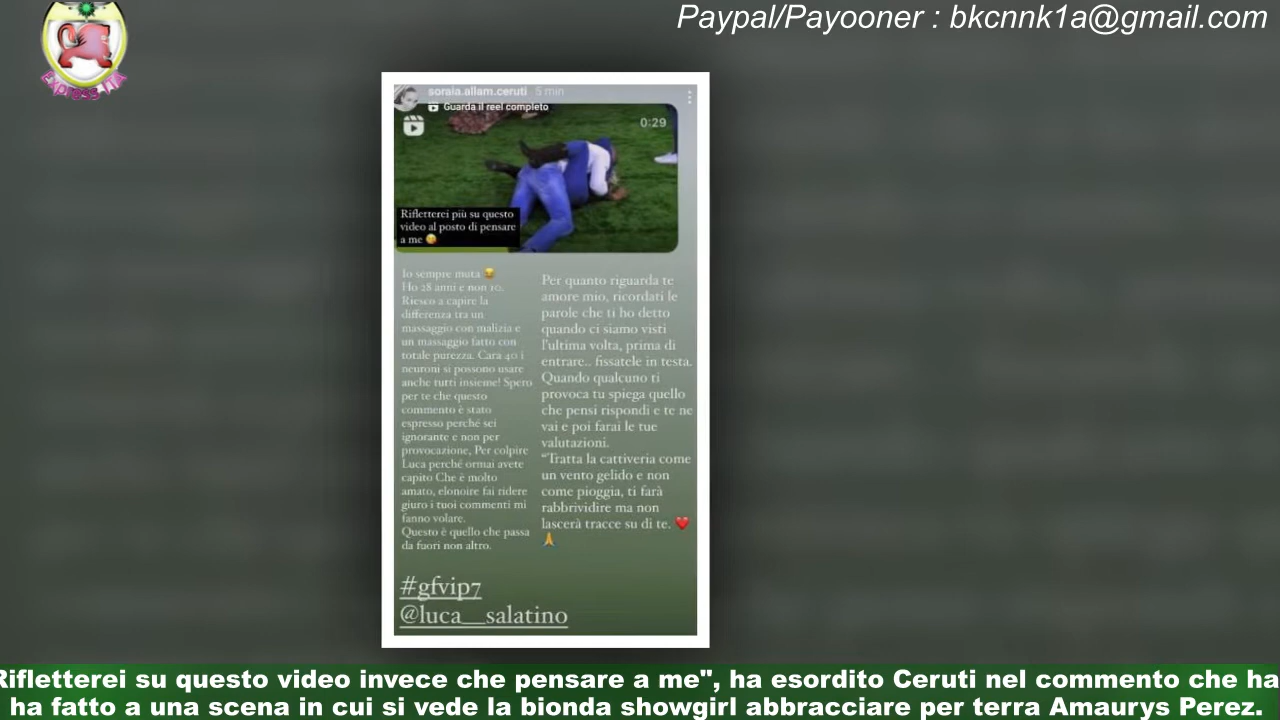 Paypal/Payooner : bkcnnk1a@gmail.com
Express ITA
soraia.allam.ceruti 5 min
Guarda il reel completo
0:29
Rifletterei più su questo
video al posto di pensare
a me
Io sempre muta
Ho 28 anni e non 10.
Riesco a capire la
differenza tra un
massaggio con malizia e
un massaggio fatto con
totale purezza. Cara 40 i
neuroni si possono usare
anche tutti insieme! Spero
per te che questo
commento è stato
espresso perché sei
ignorante e non per
provocazione, Per colpire
Luca perché ormai avete
capito Che è molto
amato, elonoire fai ridere
giuro i tuoi commenti mi
fanno volare.
Questo è quello che passa
da fuori non altro.
Per quanto riguarda te
amore mio, ricordati le
parole che ti ho detto
quando ci siamo visti
l'ultima volta, prima di
entrare.. fissatele in testa.
Quando qualcuno ti
provoca tu spiega quello
che pensi rispondi e te ne
vai e poi farai le tue
valutazioni.
"Tratta la cattiveria come
un vento gelido e non
come pioggia, ti farà
rabbrividire ma non
lascerà tracce su di te. ❤️
🙏
#gfvip7
@luca__salatino
Rifletterei su questo video invece che pensare a me", ha esordito Ceruti nel commento che ha
ha fatto a una scena in cui si vede la bionda showgirl abbracciare per terra Amaurys Perez.